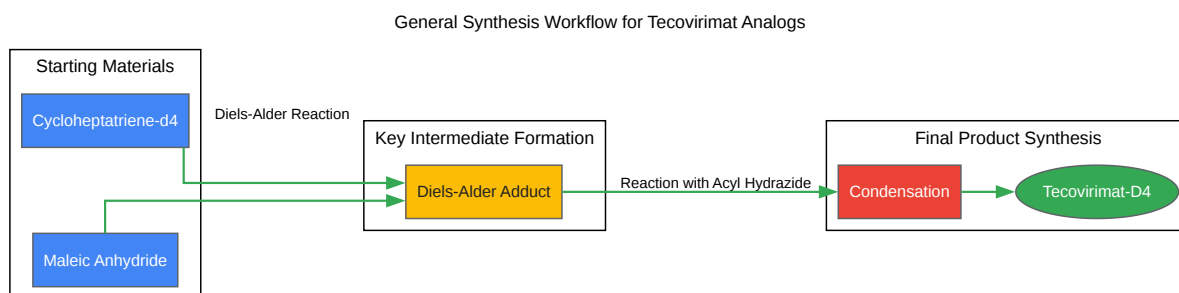 General Synthesis Workflow for Tecovirimat Analogs
Starting Materials
Cycloheptatriene-d4
Maleic Anhydride
Diels-Alder Reaction
Key Intermediate Formation
Diels-Alder Adduct
Reaction with Acyl Hydrazide
Final Product Synthesis
Condensation
Tecovirimat-D4